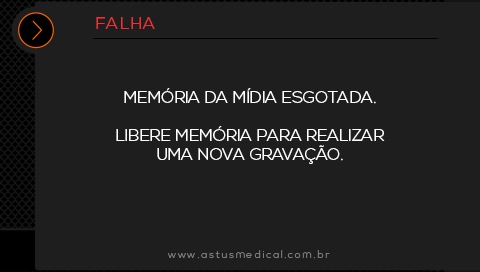 FALHA
MEMÓRIA DA MÍDIA ESGOTADA.
LIBERE MEMÓRIA PARA REALIZAR
UMA NOVA GRAVAÇÃO.
www.astusmedical.com.br